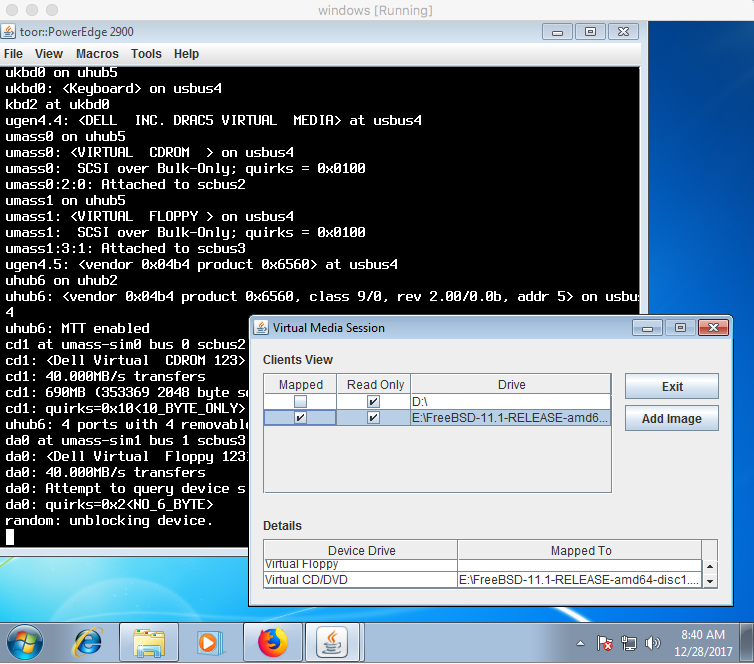 windows [Running]
toor::PowerEdge 2900
File View Macros Tools Help
ukbd0 on uhub5
ukbd0: <Keyboard> on usbus4
kbd2 at ukbd0
ugen4.4: <DELL  INC. DRAC5 VIRTUAL  MEDIA> at usbus4
umass0 on uhub5
umass0: <VIRTUAL  CDROM  > on usbus4
umass0:  SCSI over Bulk-Only; quirks = 0x0100
umass0:2:0: Attached to scbus2
umass1 on uhub5
umass1: <VIRTUAL  FLOPPY > on usbus4
umass1:  SCSI over Bulk-Only; quirks = 0x0100
umass1:3:1: Attached to scbus3
ugen4.5: <vendor 0x04b4 product 0x6560> at usbus4
uhub6 on uhub2
uhub6: <vendor 0x04b4 product 0x6560, class 9/0, rev 2.00/0.0b, addr 5> on usbu
4
uhub6: MTT enabled
cd1 at umass-sim0 bus 0 scbus2
cd1: <Dell Virtual  CDROM 123>
cd1: 40.000MB/s transfers
cd1: 690MB (353369 2048 byte se
cd1: quirks=0x10<10_BYTE_ONLY>
uhub6: 4 ports with 4 removable
da0 at umass-sim1 bus 1 scbus3
da0: <Dell Virtual  Floppy 123
da0: 40.000MB/s transfers
da0: Attempt to query device s
da0: quirks=0x2<NO_6_BYTE>
random: unblocking device.
Virtual Media Session
Clients View
Mapped Read Only Drive
D:\
E:\FreeBSD-11.1-RELEASE-amd6...
Exit
Add Image
Details
Device Drive Mapped To
Virtual Floppy
Virtual CD/DVD E:\FreeBSD-11.1-RELEASE-amd64-disc1....
8:40 AM
12/28/2017